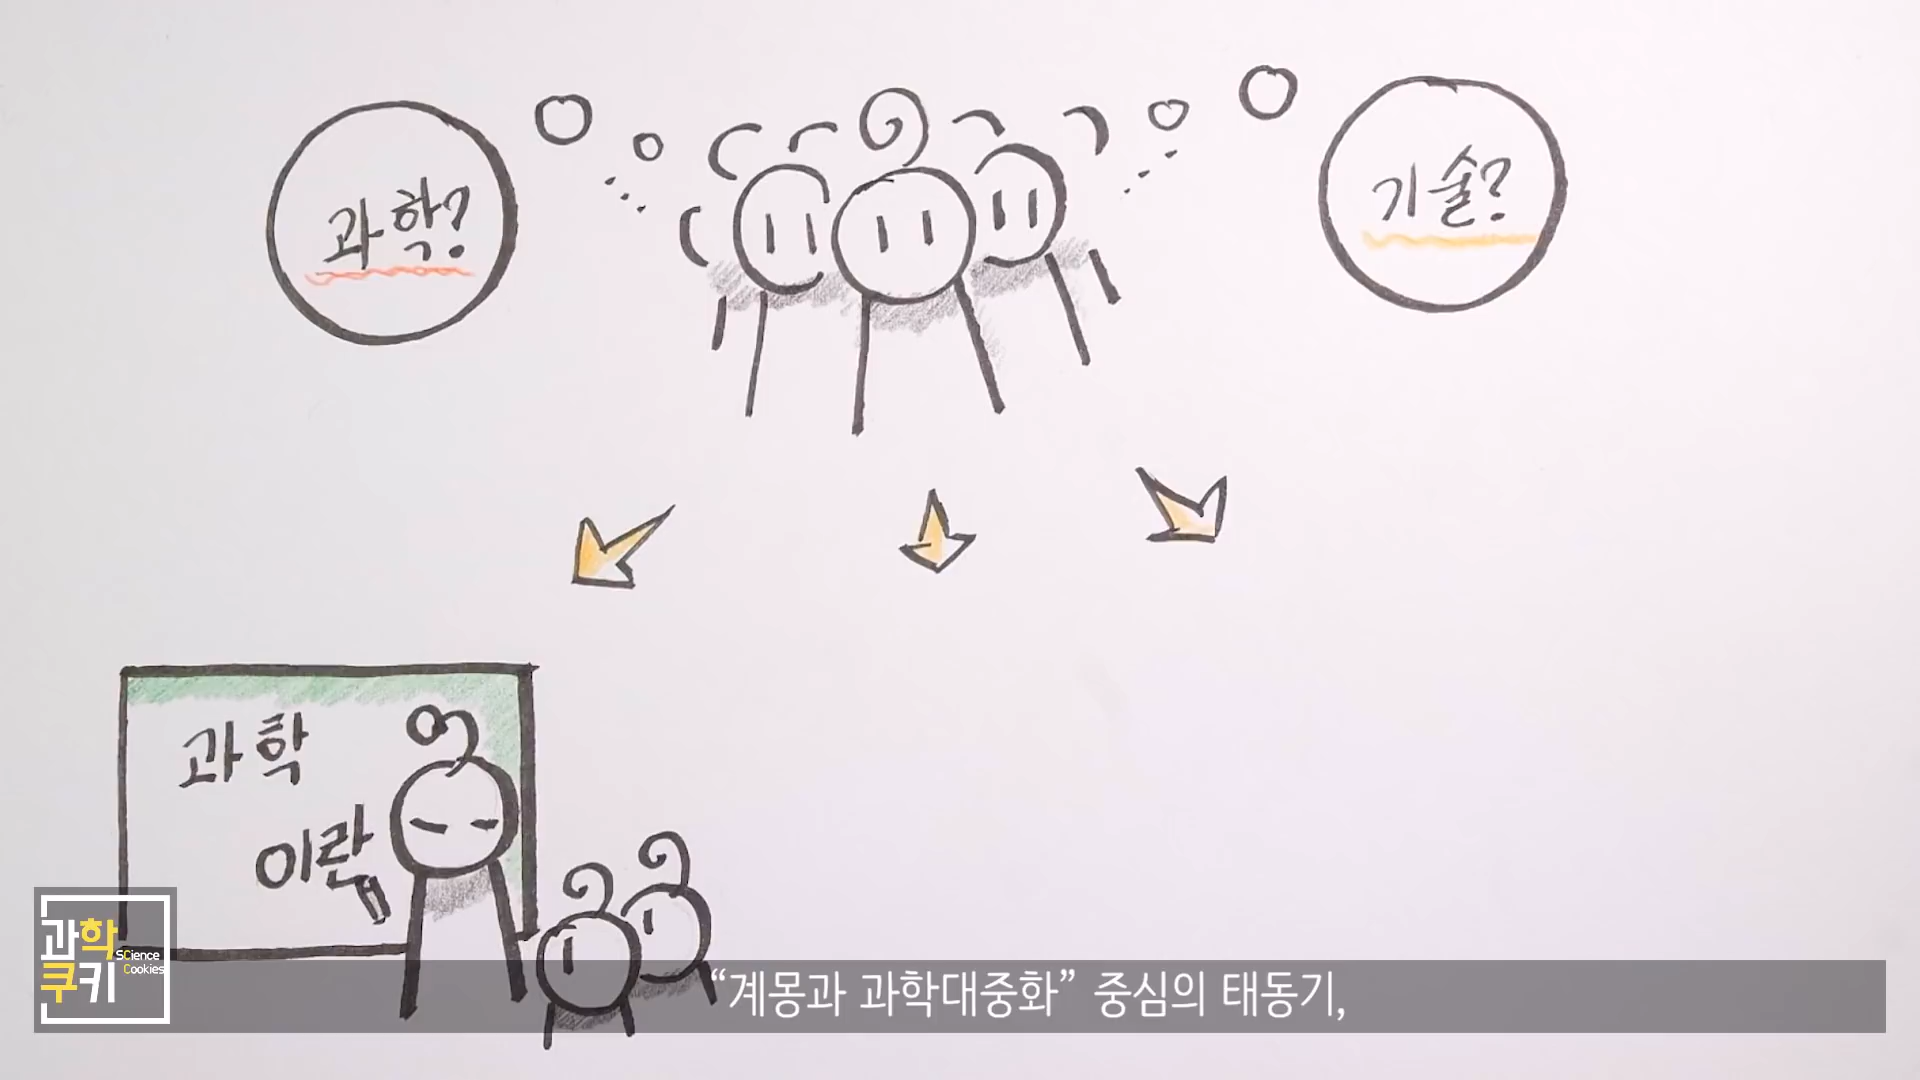 과학?
기술?
과학
이란
과학
쿠키
Science
Cookies
“계몽과 과학대중화” 중심의 태동기,